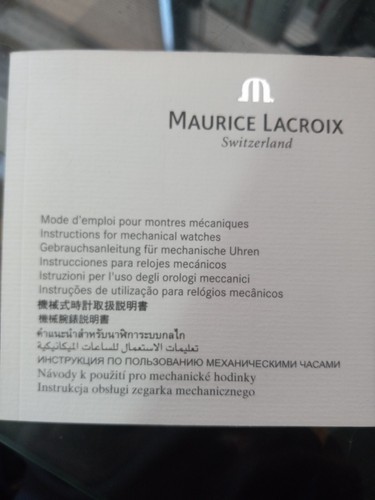 MAURICE LACROIX
Switzerland
Mode d'emploi pour montres mécaniques
Instructions for mechanical watches
Gebrauchsanleitung für mechanische Uhren
Instrucciones para relojes mecánicos
Istruzioni per l'uso degli orologi meccanici
Instruções de utilização para relógios mecânicos
機械式時計取扱説明書
機械腕錶説明書
คำแนะนำสำหรับนาฬิการะบบกลไก
تعليمات الاستعمال للساعات الميكانيكية
ИНСТРУКЦИЯ ПО ПОЛЬЗОВАНИЮ МЕХАНИЧЕСКИМИ ЧАСАМИ
Návody k použití pro mechanické hodinky
Instrukcja obsługi zegarka mechanicznego